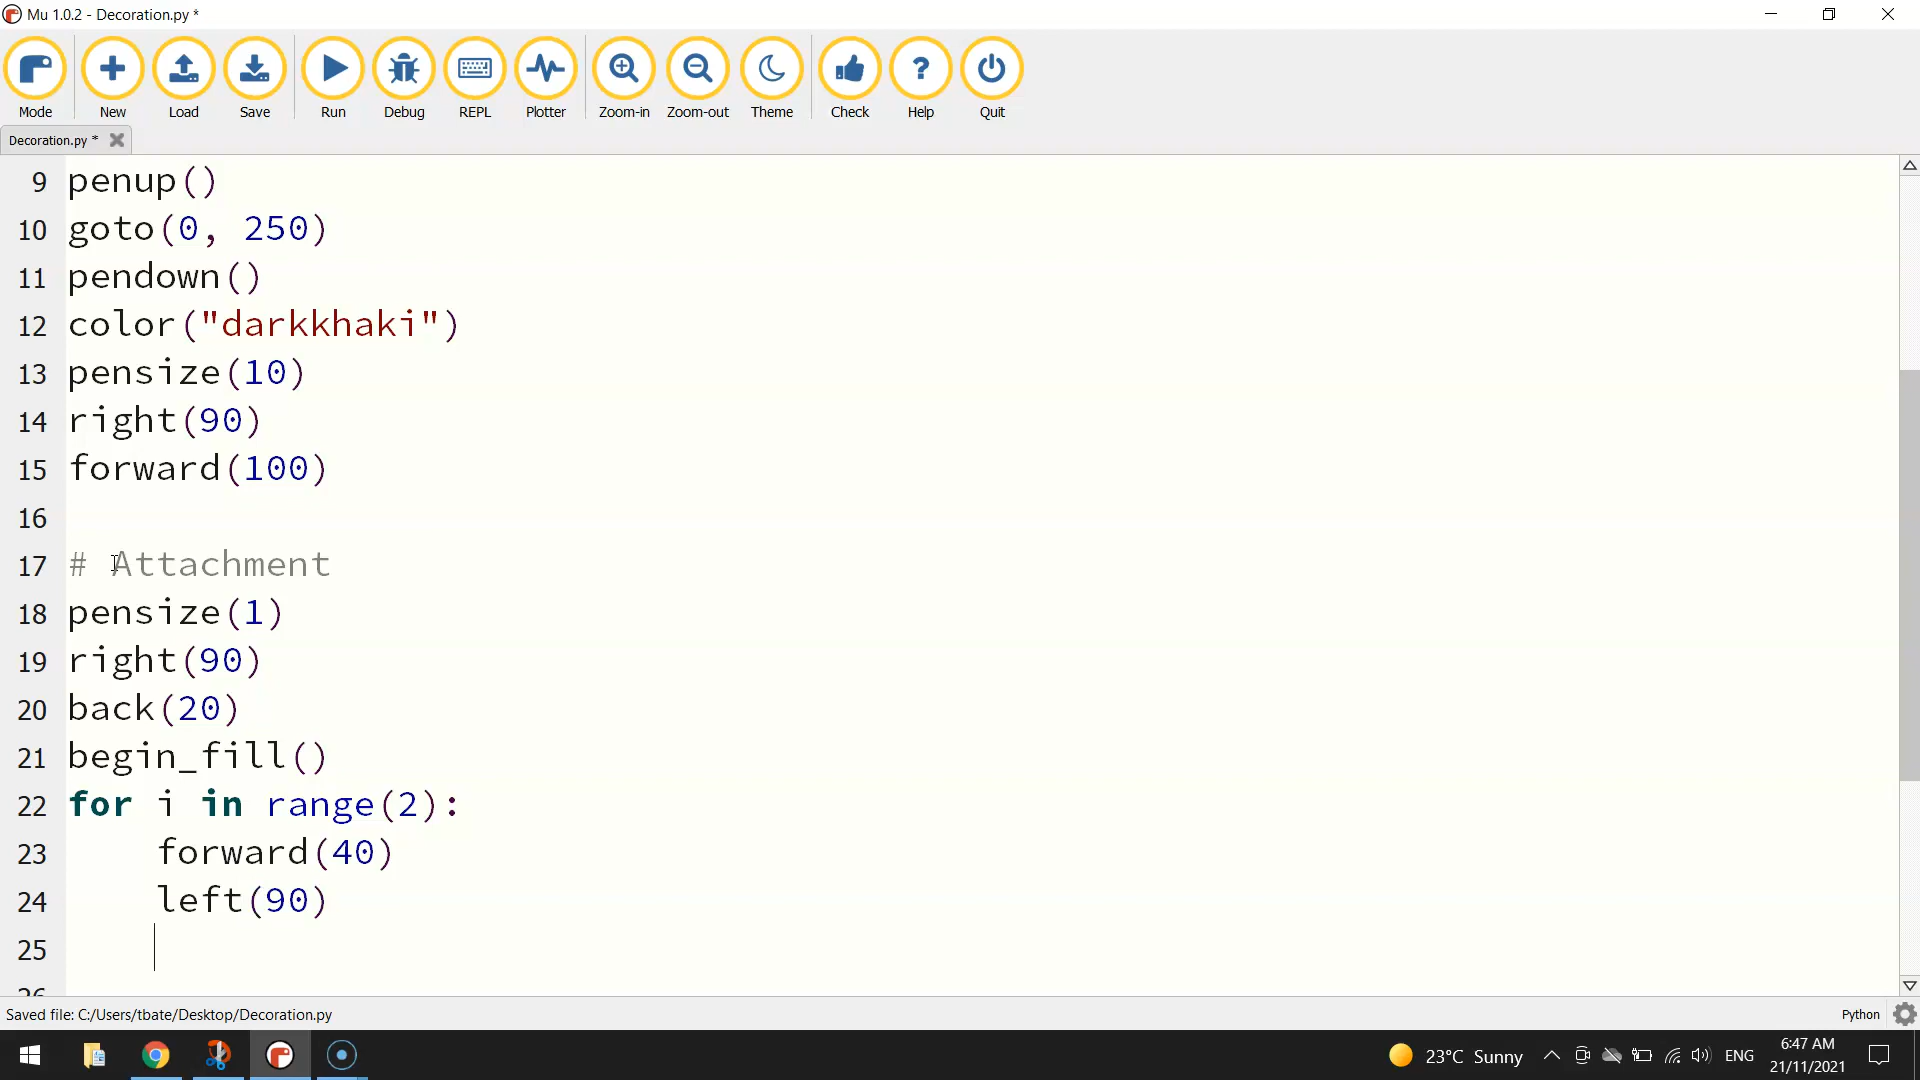 Mu 1.0.2 - Decoration.py *
Mode New Load Save Run Debug REPL Plotter Zoom-in Zoom-out Theme Check Help Quit
Decoration.py *
9 penup()
10 goto(0, 250)
11 pendown()
12 color("darkkhaki")
13 pensize(10)
14 right(90)
15 forward(100)
16
17 # Attachment
18 pensize(1)
19 right(90)
20 back(20)
21 begin_fill()
22 for i in range(2):
23 forward(40)
24 left(90)
25
26
Saved file: C:/Users/tbate/Desktop/Decoration.py
Python
23°C Sunny
ENG
6:47 AM
21/11/2021